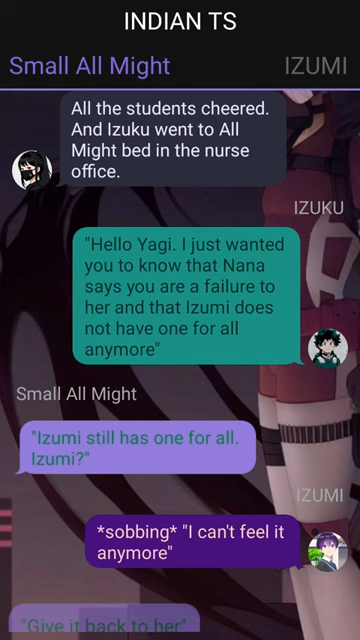 INDIAN TS
Small All Might
IZUMI
All the students cheered.
And Izuku went to All
Might bed in the nurse
office.
IZUKU
"Hello Yagi. I just wanted
you to know that Nana
says you are a failure to
her and that Izumi does
not have one for all
anymore"
Small All Might
"Izumi still has one for all.
Izumi?"
IZUMI
*sobbing* "I can't feel it
anymore"
"Give it back to her"